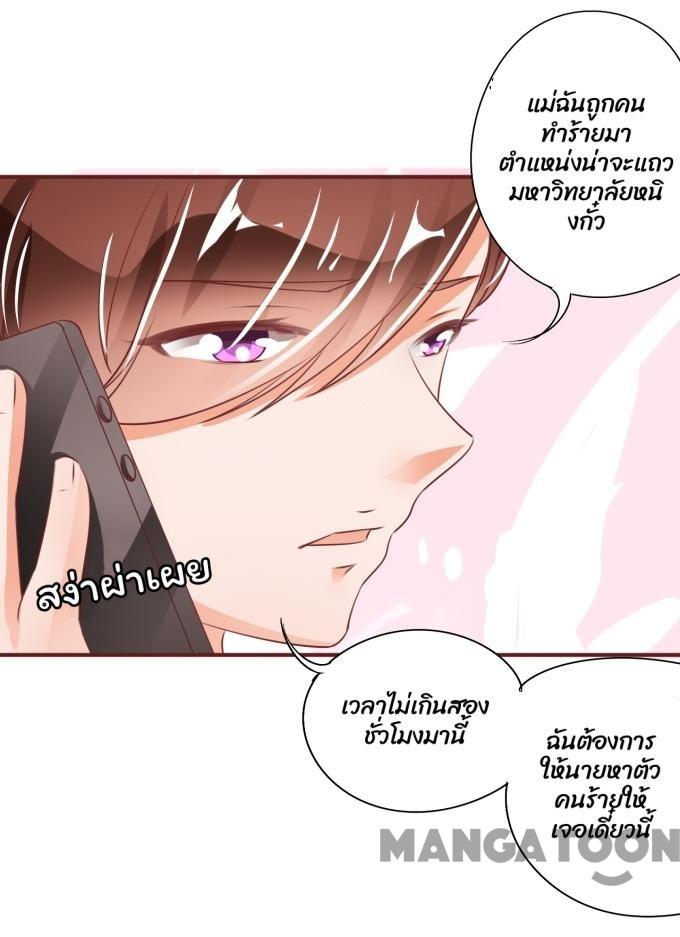 แม่ฉันถูกคน
ทำร้ายมา
ตำแหน่งน่าจะแถว
มหาวิทยาลัยหนิ
งกั๋ว
สง่าผ่าเผย
เวลาไม่เกินสอง
ชั่วโมงมานี้
ฉันต้องการ
ให้นายหาตัว
คนร้ายให้
เจอเดี๋ยวนี้
MANGATOON